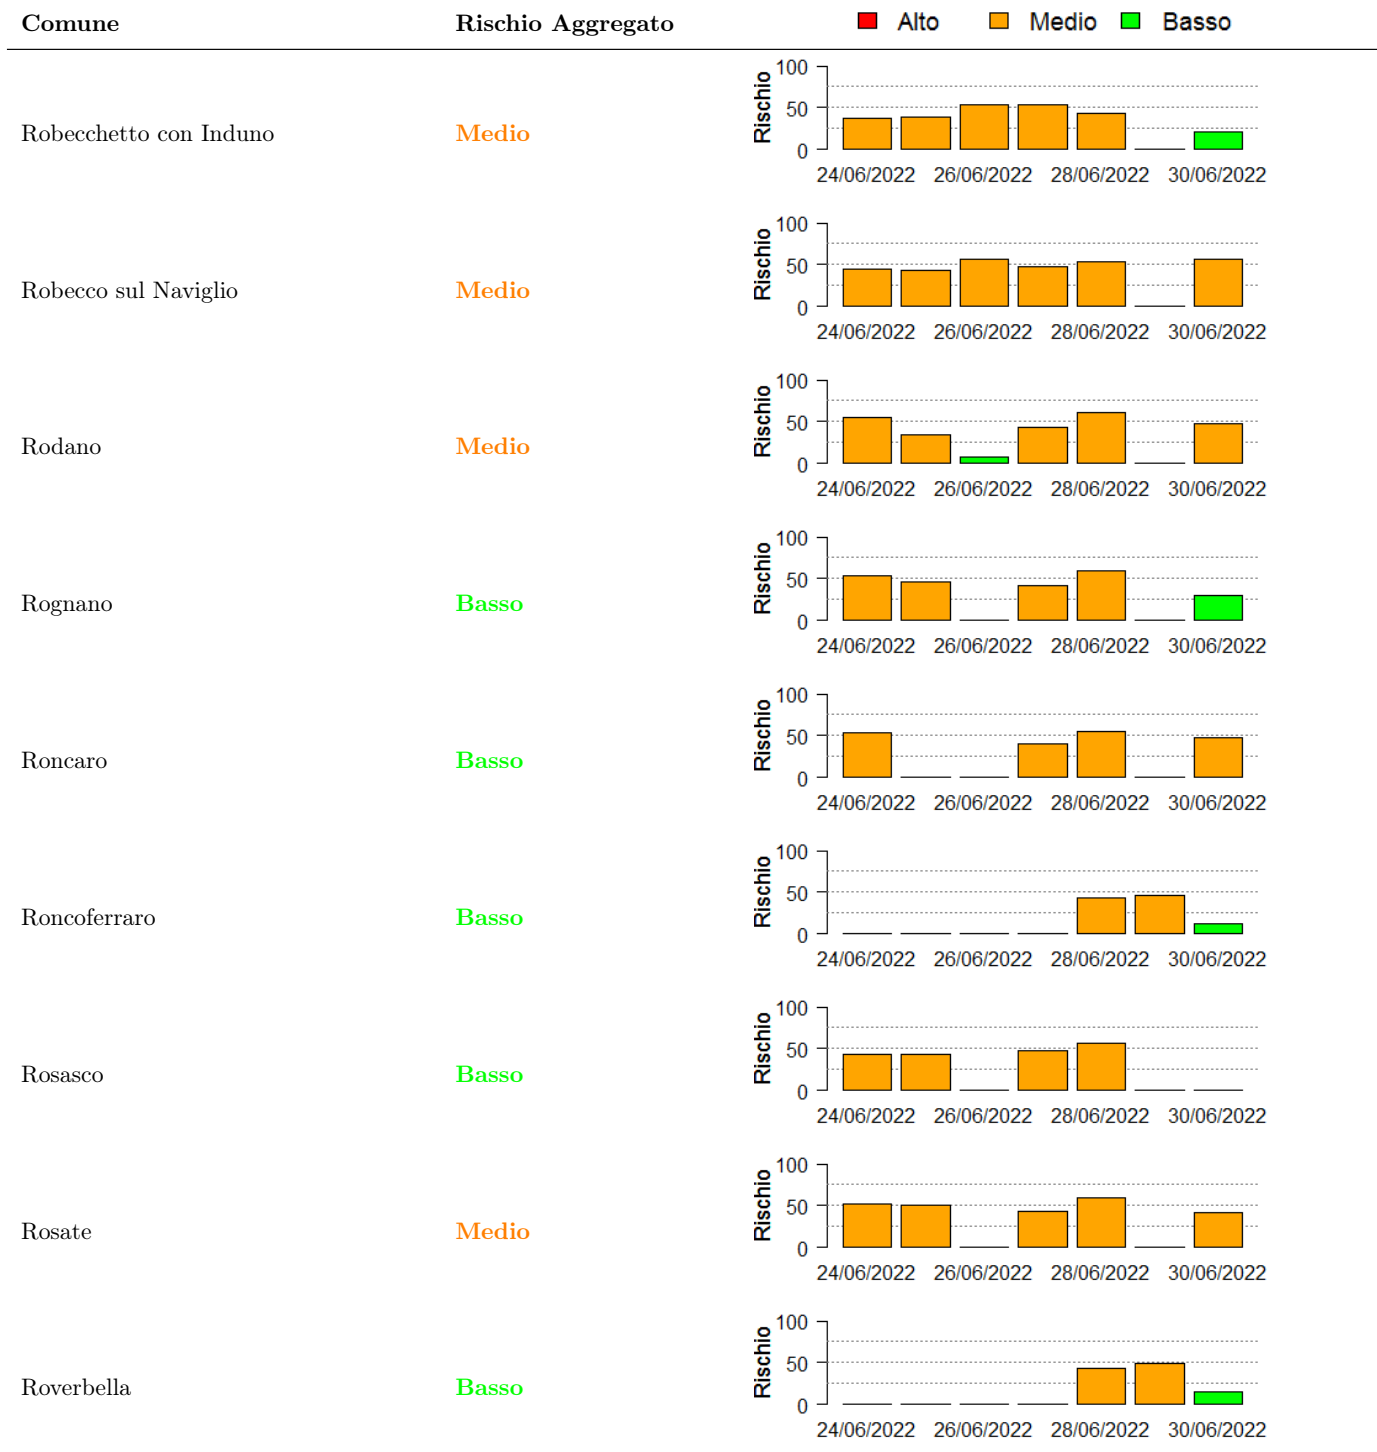 Comune Rischio Aggregato Alto Medio Basso
Robecchetto con Induno Medio
Rischio
100
50
0
24/06/2022 26/06/2022 28/06/2022 30/06/2022
Robecco sul Naviglio Medio
Rischio
100
50
0
24/06/2022 26/06/2022 28/06/2022 30/06/2022
Rodano Medio
Rischio
100
50
0
24/06/2022 26/06/2022 28/06/2022 30/06/2022
Rognano Basso
Rischio
100
50
0
24/06/2022 26/06/2022 28/06/2022 30/06/2022
Roncaro Basso
Rischio
100
50
0
24/06/2022 26/06/2022 28/06/2022 30/06/2022
Roncoferraro Basso
Rischio
100
50
0
24/06/2022 26/06/2022 28/06/2022 30/06/2022
Rosasco Basso
Rischio
100
50
0
24/06/2022 26/06/2022 28/06/2022 30/06/2022
Rosate Medio
Rischio
100
50
0
24/06/2022 26/06/2022 28/06/2022 30/06/2022
Roverbella Basso
Rischio
100
50
0
24/06/2022 26/06/2022 28/06/2022 30/06/2022